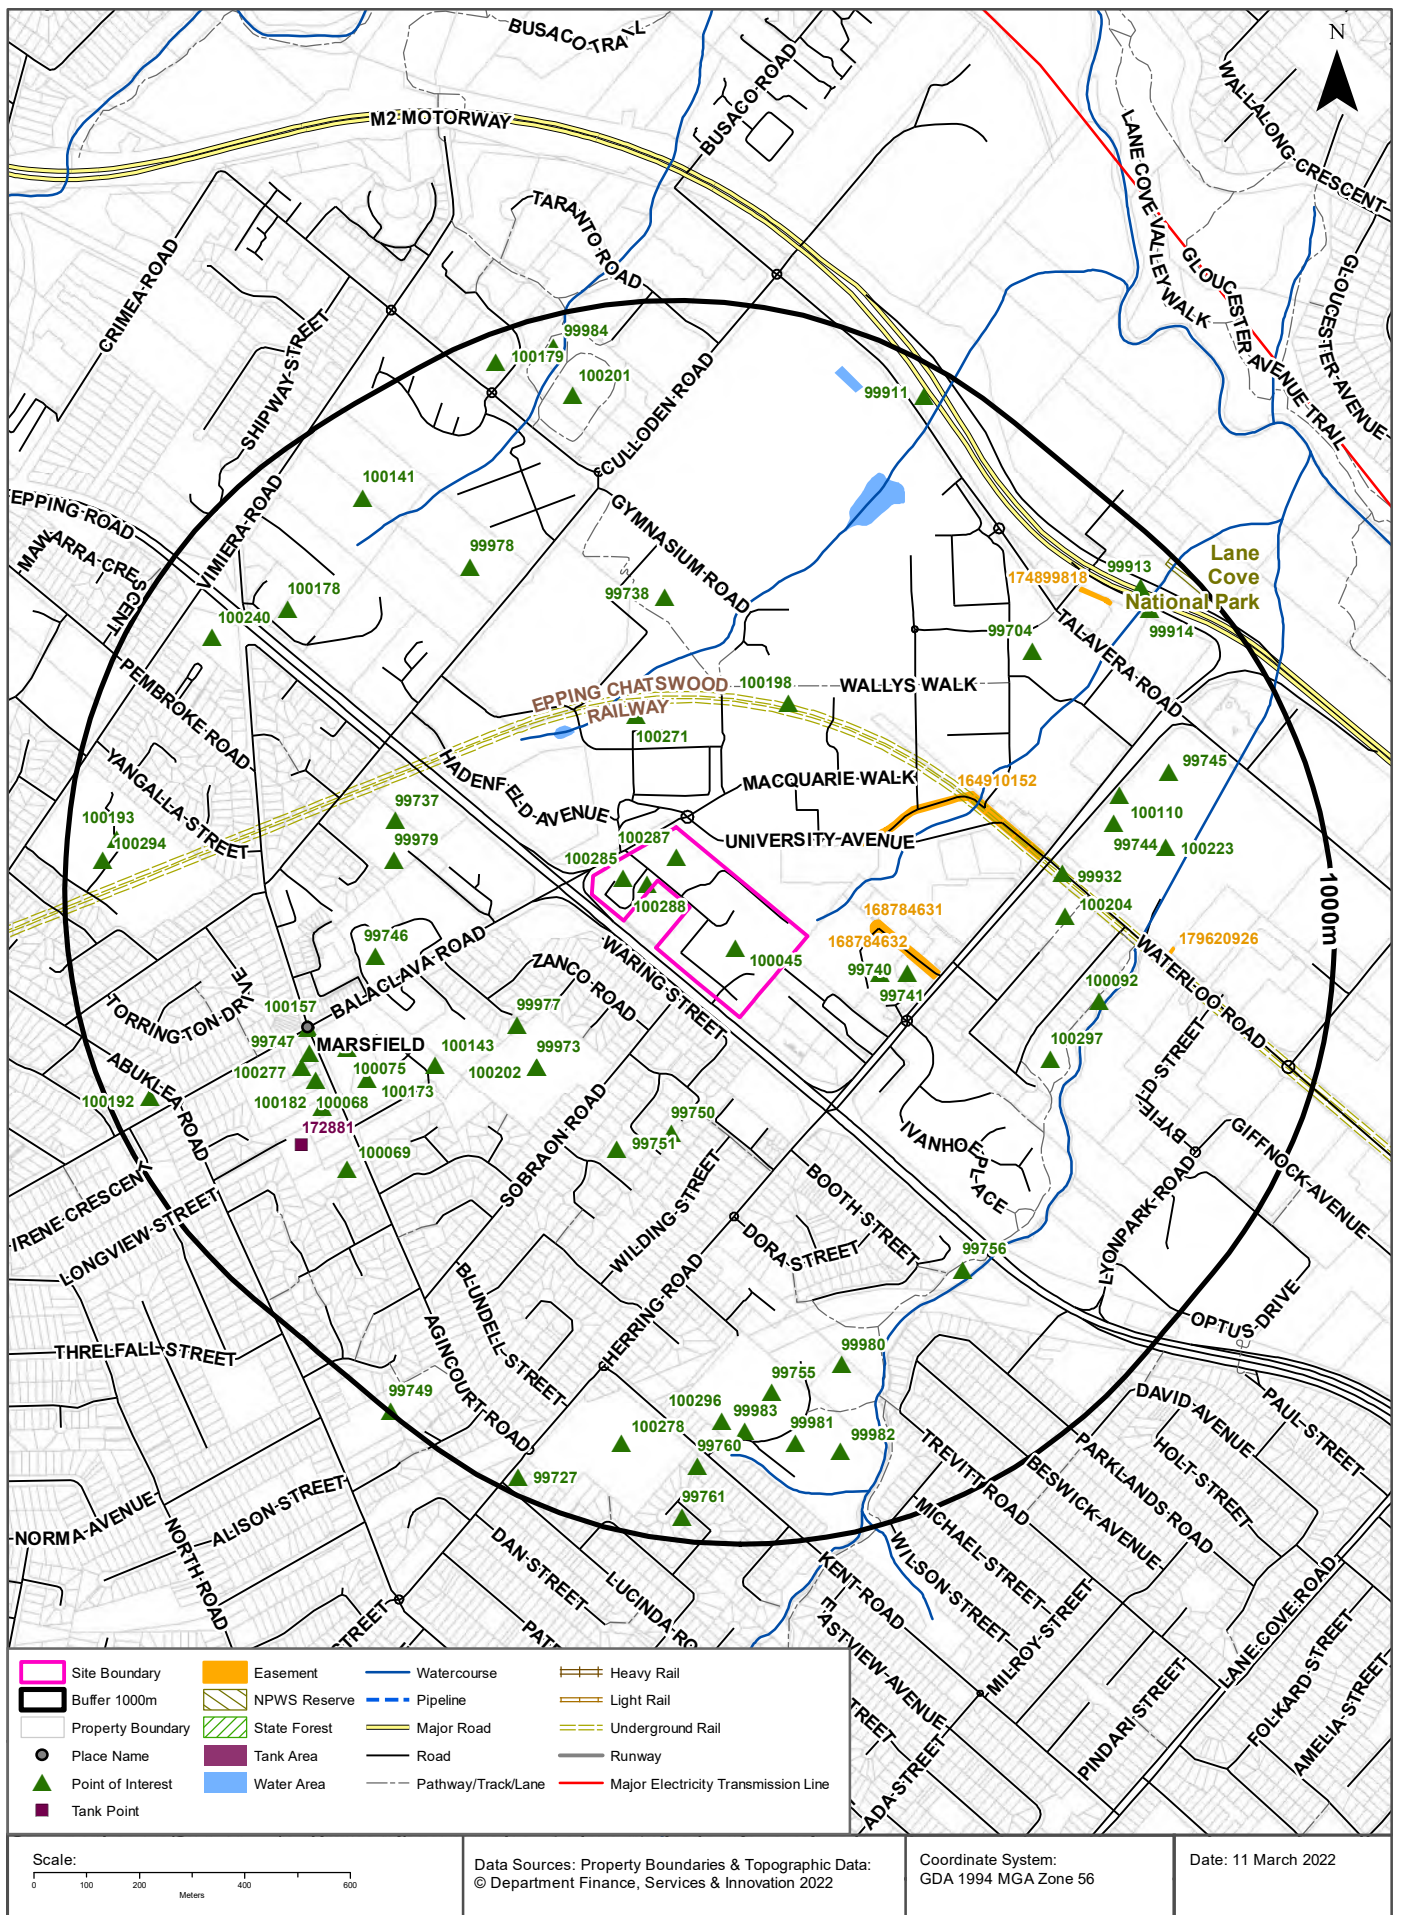 BUSACO TRAIL
N
BUSACO ROAD
WALLALONG CRESCENT
M2 MOTORWAY
LANE COVE VALLEY WALK
TARANTO ROAD
CRIMEA ROAD
GLOUCESTER AVENUE TRAIL
GLOUCESTER AVENUE
SHIPWAY STREET
99984
100179
100201
CULLODEN ROAD
99911
100141
EPPING ROAD
VIMIERA ROAD
GYMNASIUM ROAD
99978
Lane
Cove
National Park
99913
174899818
99914
100178
99738
100240
99704
TALAVERA ROAD
PEMBROKE ROAD
EPPING CHATSWOOD
RAILWAY
100198
WALLYS WALK
100271
YANGALLA STREET
HADENFELD AVENUE
MACQUARIE WALK
164910152
99745
99737
100193
100294
99979
100110
100287
UNIVERSITY AVENUE
99744
100223
100285
99932
100288
100204
168784631
1000m
168784632
179620926
99746
BALACLAVA ROAD
ZANCO ROAD
WARING STREET
100045
99740
99741
WATERLOO ROAD
100092
TORRINGTON DRIVE
100157
99977
MARSFIELD
99747
100143
99973
100297
100277
100075
100202
100173
ABUKLEA ROAD
100192
100182
100068
172881
SOBRAON ROAD
99750
99751
BYFIELD STREET
GIFFNOCK AVENUE
IVANHOE PLACE
100069
IRENE CRESCENT
LONGVIEW STREET
WILDING STREET
BOOTH STREET
LYONPARK ROAD
DORA STREET
99756
BLUNDELL STREET
HERRING ROAD
OPTUS DRIVE
THRELFALL STREET
AGINCOURT ROAD
99980
99755
99749
100296
99983
99981
100278
99760
99982
DAVID AVENUE
PAUL STREET
TREVITT ROAD
PARKLANDS ROAD
HOLT STREET
BESWICK AVENUE
99727
99761
NORMA AVENUE
ALISON STREET
NORTH ROAD
MICHAEL STREET
WILSON STREET
DAN STREET
KENT ROAD
LUCINDA RO
EASTVIEW AVENUE
MILROY STREET
LANE COVE ROAD
STREET
PAT
TREET
ADA STREET
PINDARI STREET
FOLKARD STREET
AMELIA STREET
Site Boundary
Easement
Watercourse
Heavy Rail
Buffer 1000m
NPWS Reserve
Pipeline
Light Rail
Property Boundary
State Forest
Major Road
Underground Rail
Place Name
Tank Area
Road
Runway
Point of Interest
Water Area
Pathway/Track/Lane
Major Electricity Transmission Line
Tank Point
Scale:
0 100 200 400 600
Meters
Data Sources: Property Boundaries & Topographic Data:
© Department Finance, Services & Innovation 2022
Coordinate System:
GDA 1994 MGA Zone 56
Date: 11 March 2022